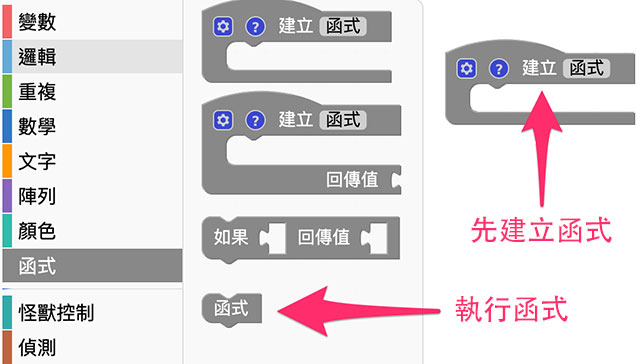 變數
邏輯
重複
數學
文字
陣列
顏色
函式
怪獸控制
偵測
? 建立 函式
? 建立 函式
回傳值
如果 回傳值
函式
? 建立 函式
先建立函式
執行函式